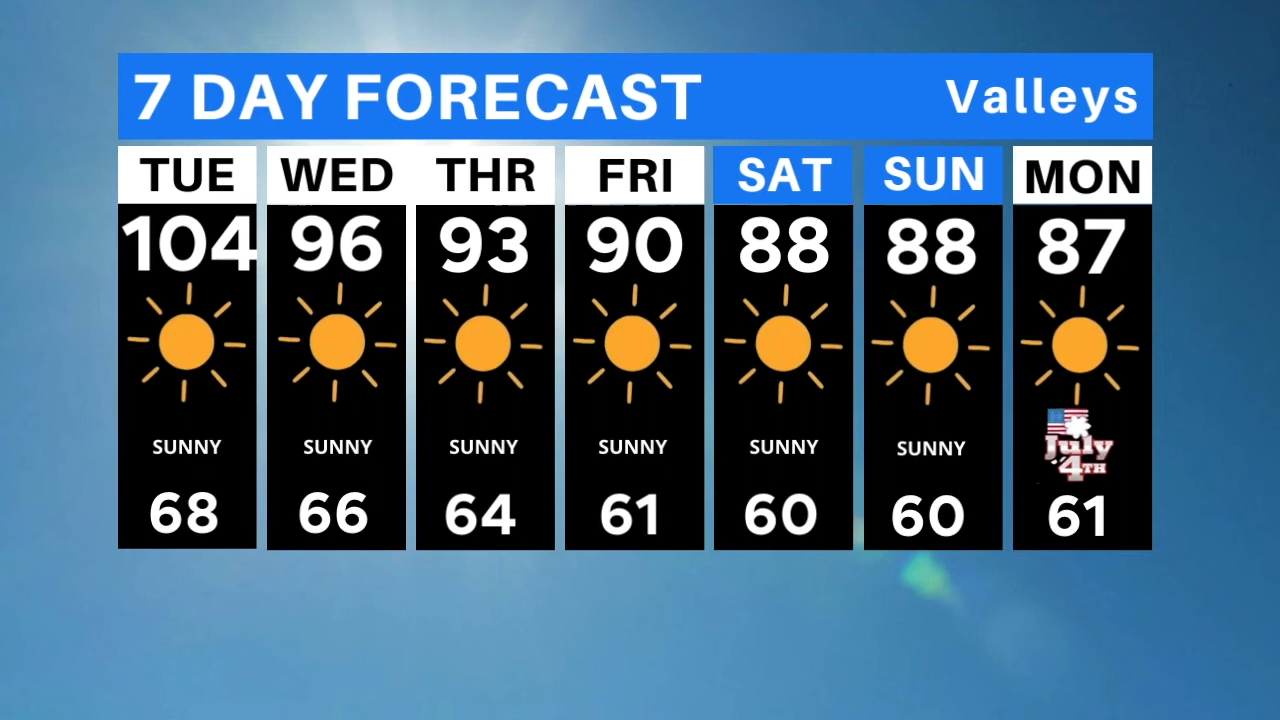 7 DAY FORECAST Valleys
TUE WED THR FRI SAT SUN MON
104 96 93 90 88 88 87
SUNNY SUNNY SUNNY SUNNY SUNNY SUNNY July
4TH
68 66 64 61 60 60 61